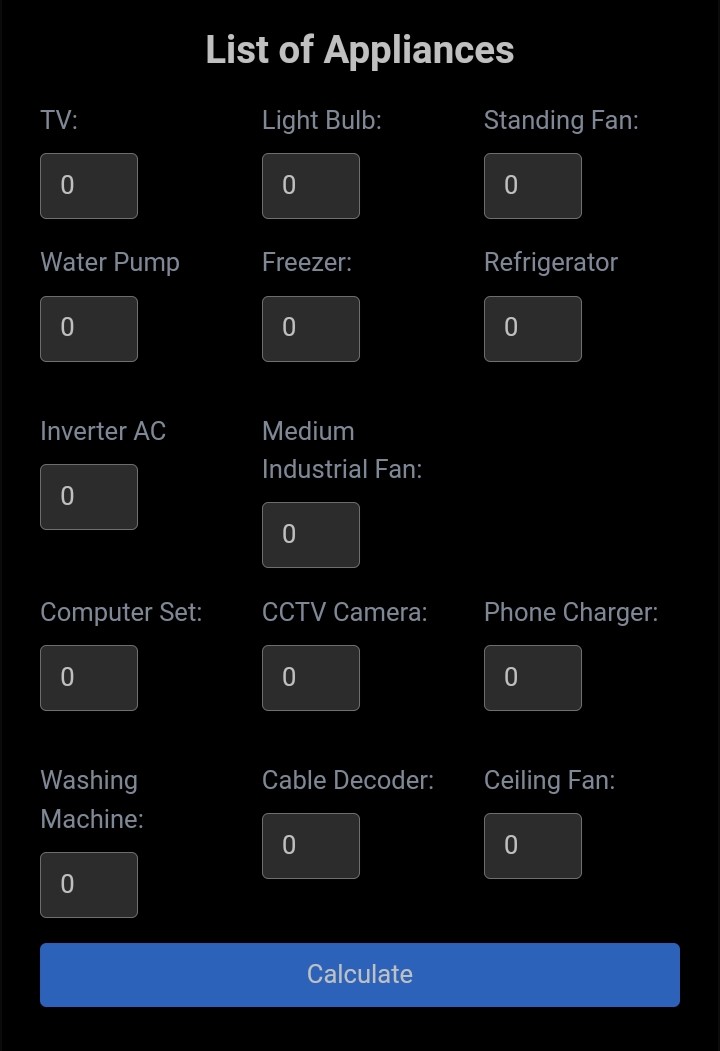 List of Appliances
TV:
Light Bulb:
Standing Fan:
0
0
0
Water Pump
Freezer:
Refrigerator
0
0
0
Inverter AC
Medium
Industrial Fan:
0
0
Computer Set:
CCTV Camera:
Phone Charger:
0
0
0
Washing
Machine:
Cable Decoder:
Ceiling Fan:
0
0
0
Calculate